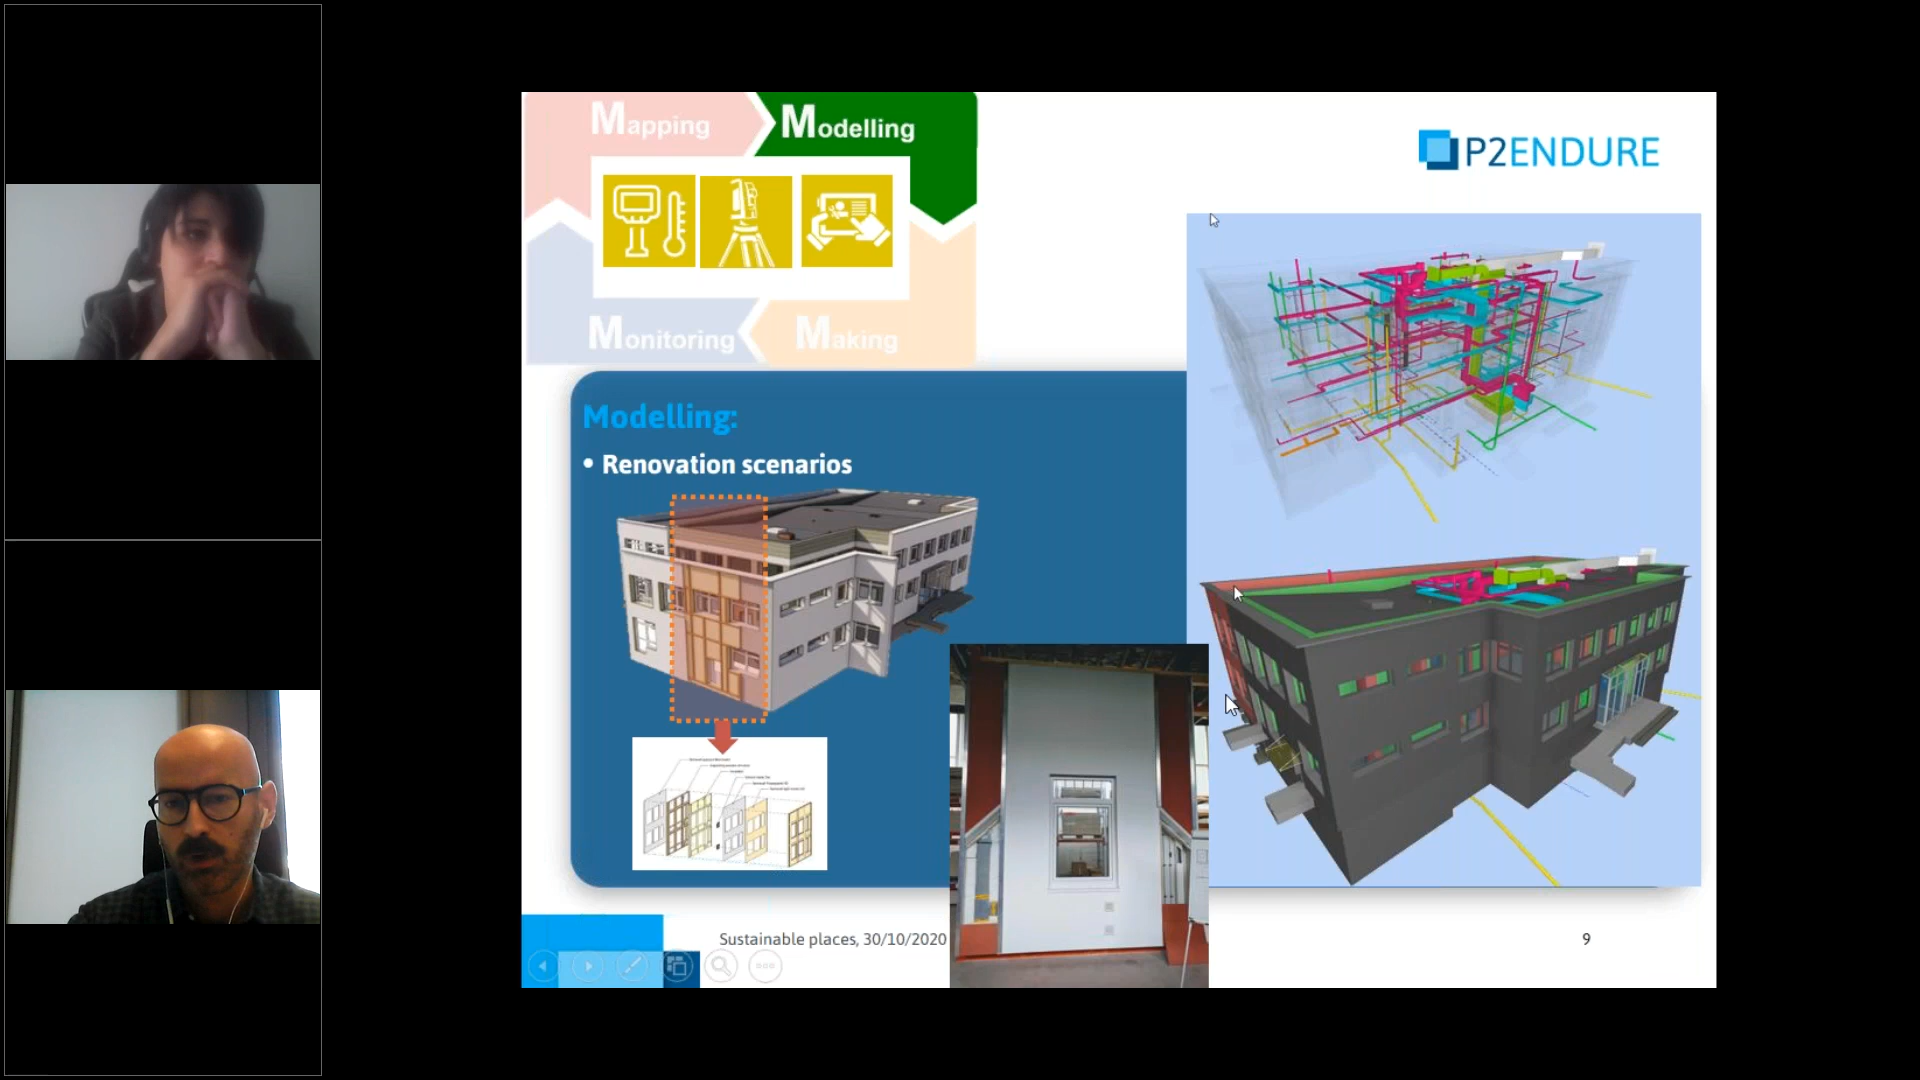 Mapping
Modelling
P2ENDURE
Monitoring
Making
Modelling:
• Renovation scenarios
Sustainable places, 30/10/2020
9